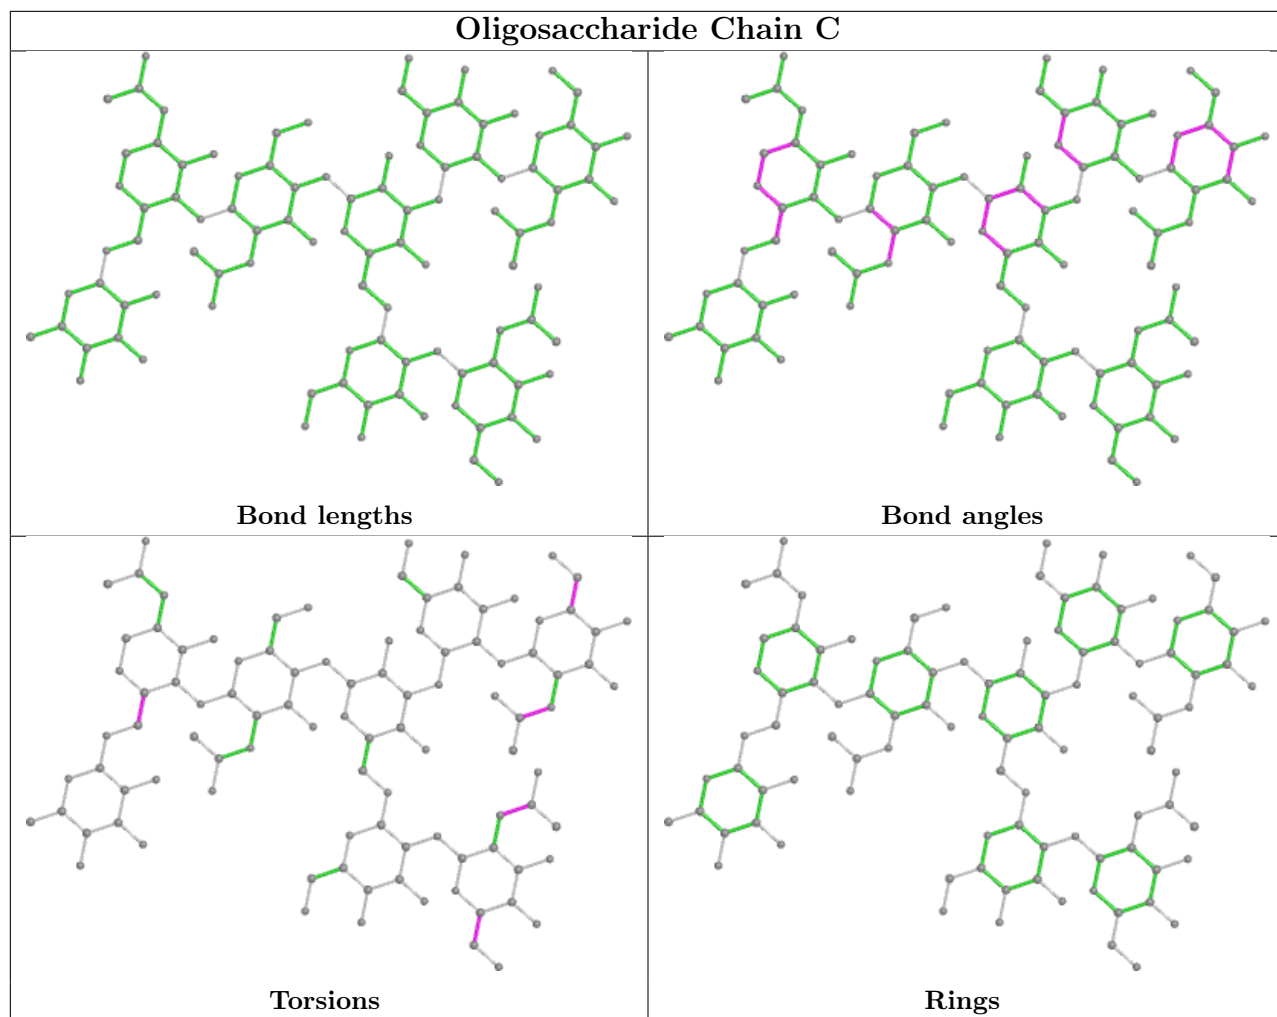 Oligosaccharide Chain C
Bond lengths
Bond angles
Torsions
Rings